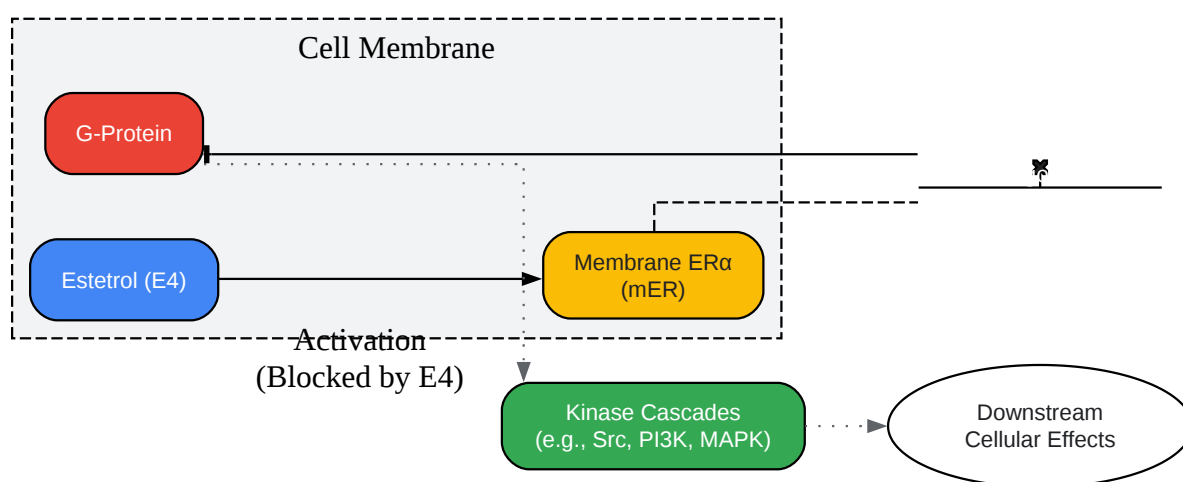 Cell Membrane
G-Protein
Estetrol (E4)
Membrane ERα
(mER)
Activation
(Blocked by E4)
Kinase Cascades
(e.g., Src, PI3K, MAPK)
Downstream
Cellular Effects